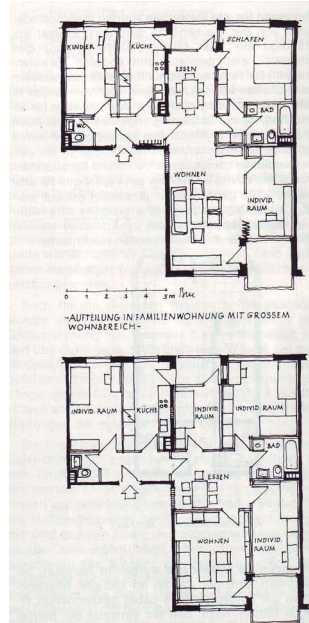 KINDER
KÜCHE
SCHLAFEN
ESSEN
WC
BAD
WOHNEN
INDIVID.
RAUM
0 1 2 3 4 5m
-AUFTEILUNG IN FAMILIENWOHNUNG MIT GROSSEM
WOHNBEREICH-
INDIVID. RAUM
KÜCHE
INDIVID.
RAUM
INDIVID. RAUM
BAD
ESSEN
WOHNEN
INDIVID.
RAUM